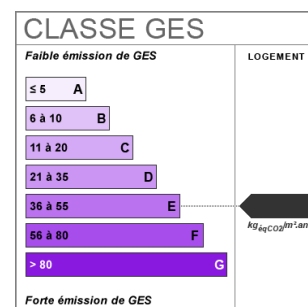 CLASSE GES
Faible émission de GES
LOGEMENT
≤ 5 A
6 à 10 B
11 à 20 C
21 à 35 D
36 à 55 E
kgéqCO2/m².an
56 à 80 F
> 80 G
Forte émission de GES